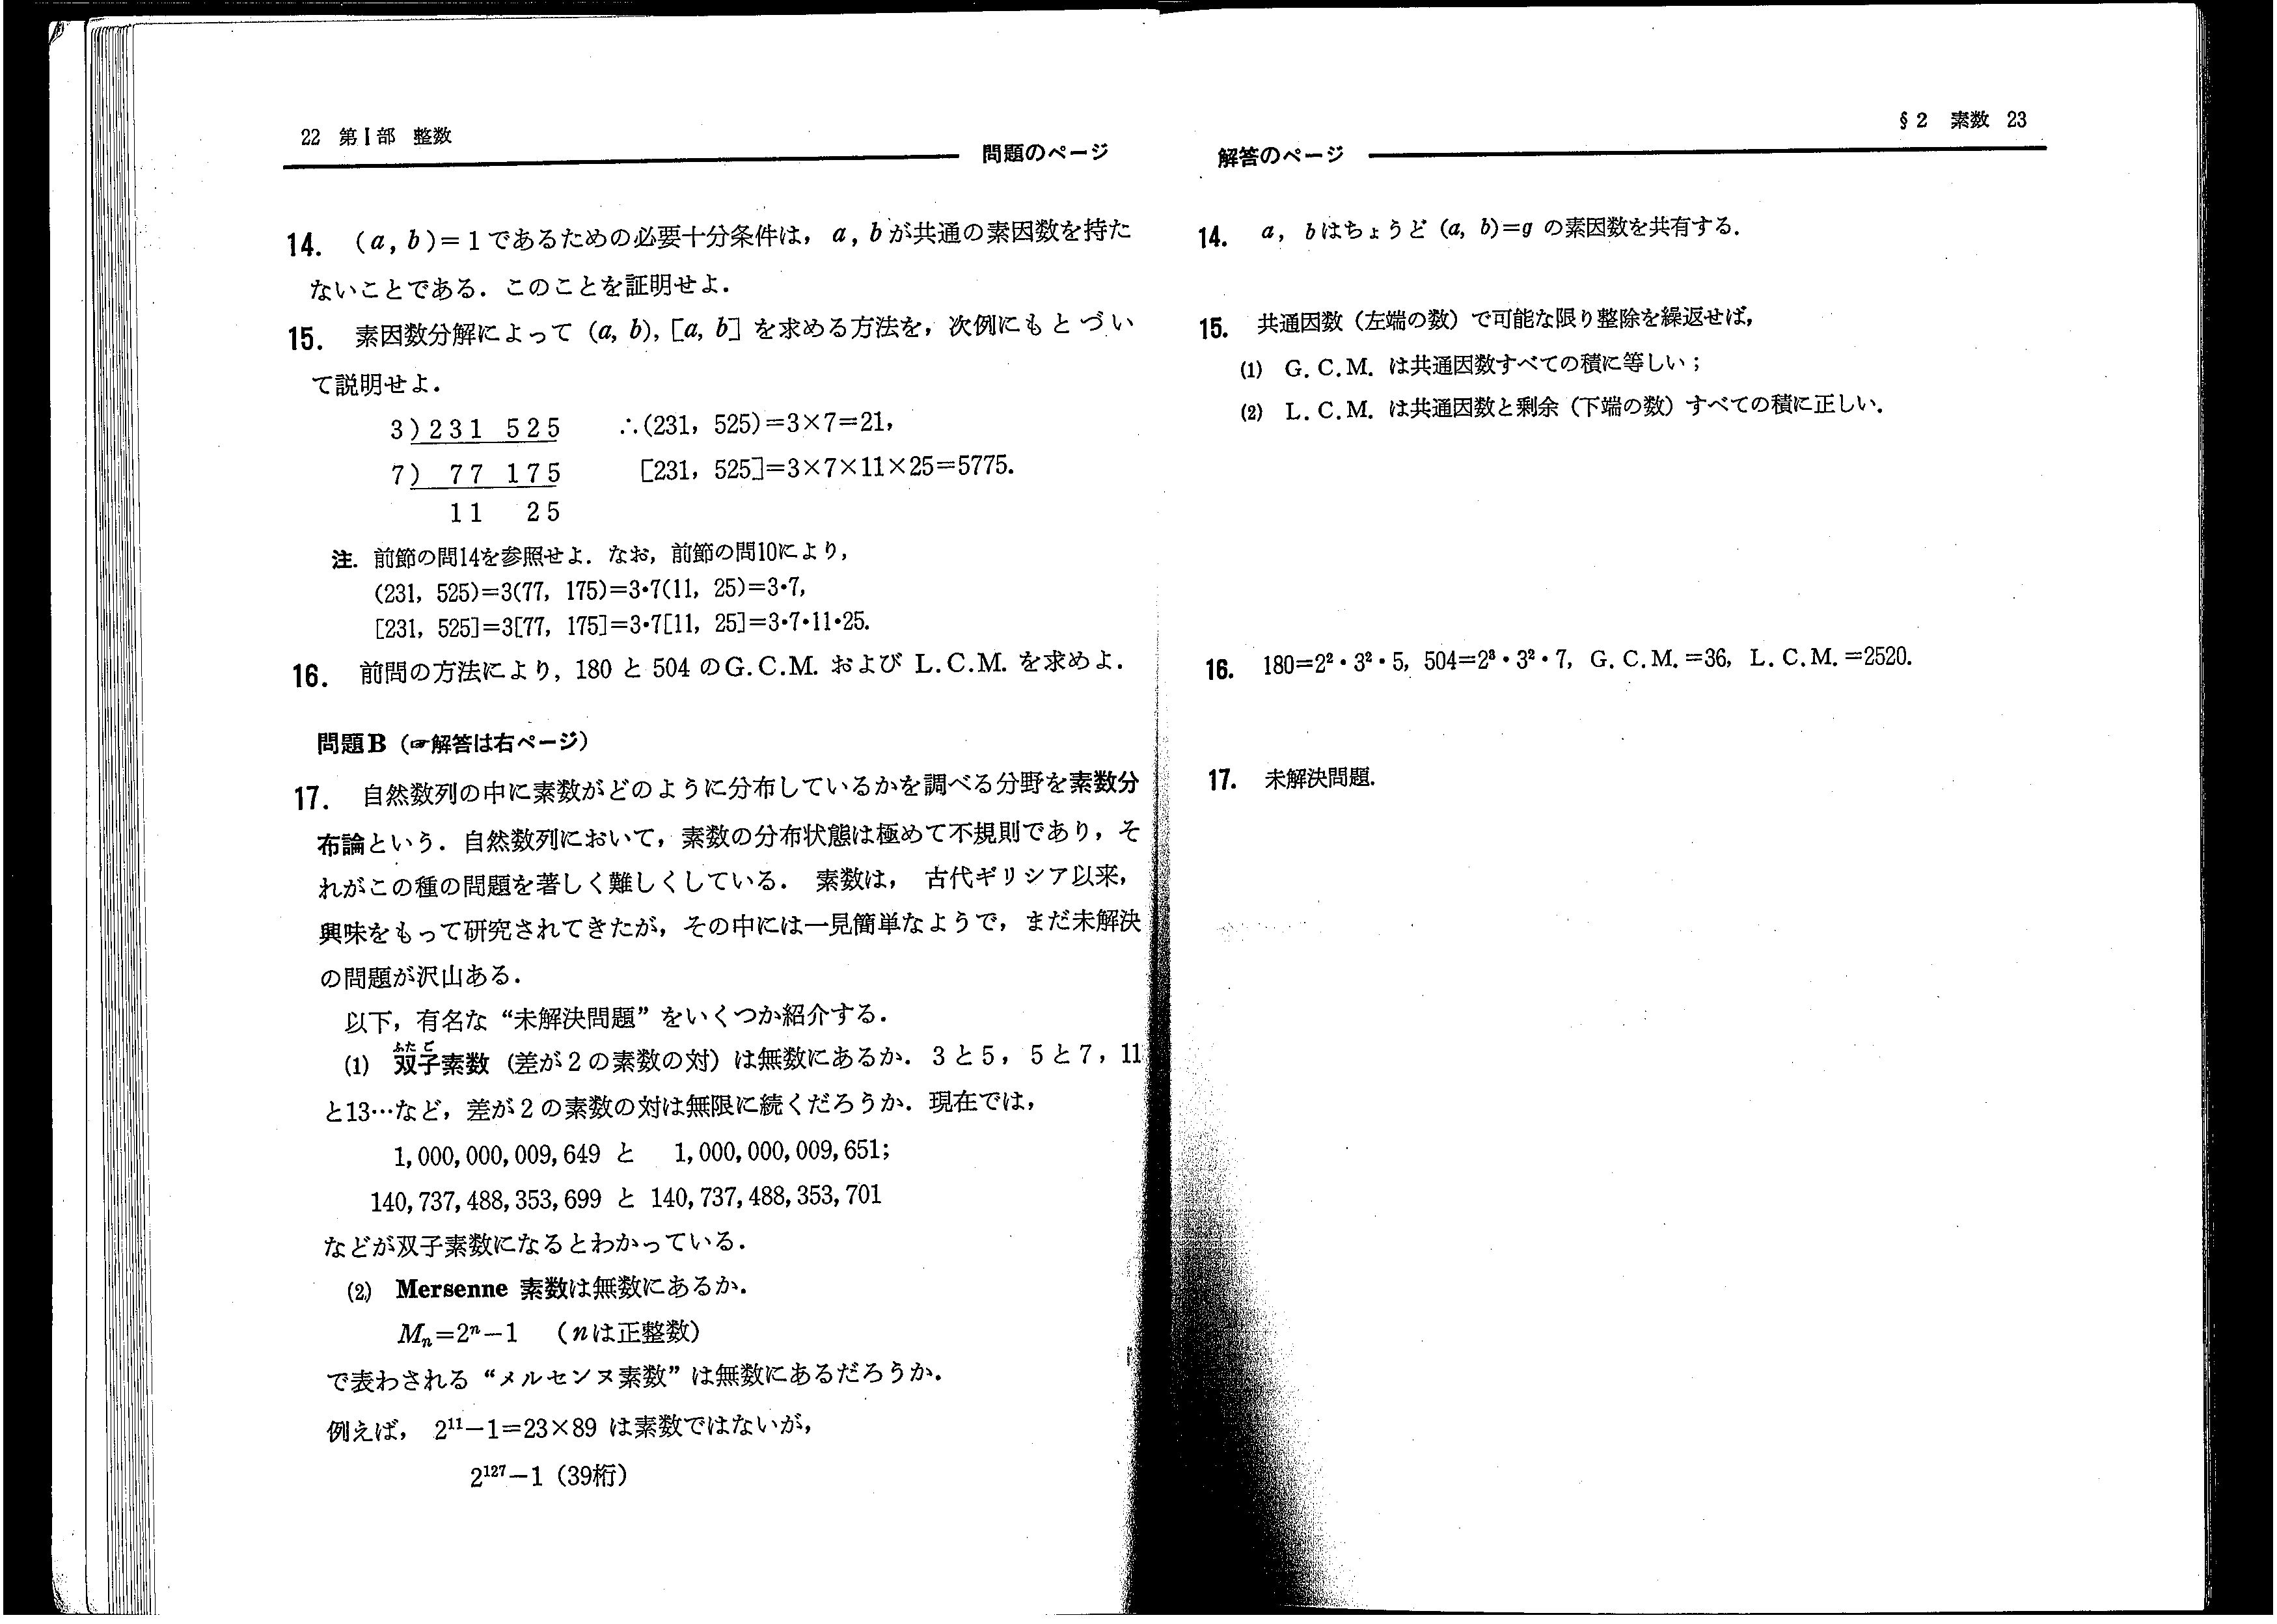 22 第Ⅰ部 整数
問題のページ
14. (a, b)=1であるための必要十分条件は, a, bが共通の素因数を持た
ないことである. このことを証明せよ.
15. 素因数分解によって (a, b), [a, b] を求める方法を, 次例にもとづい
て説明せよ.
3)231 525 ∴(231, 525)=3×7=21,
7) 77 175 [231, 525]=3×7×11×25=5775.
11 25
注. 前節の問14を参照せよ. なお, 前節の問10により,
(231, 525)=3(77, 175)=3・7(11, 25)=3・7,
[231, 525]=3[77, 175]=3・7[11, 25]=3・7・11・25.
16. 前問の方法により, 180 と 504 のG.C.M. および L.C.M. を求めよ.
問題B (☞解答は右ページ)
17. 自然数列の中に素数がどのように分布しているかを調べる分野を素数分
布論という. 自然数列において, 素数の分布状態は極めて不規則であり, そ
れがこの種の問題を著しく難しくしている. 素数は, 古代ギリシア以来,
興味をもって研究されてきたが, その中には一見簡単なようで, まだ未解決
の問題が沢山ある.
以下, 有名な “未解決問題” をいくつか紹介する.
ふたご
(1) 双子素数 (差が2の素数の対) は無数にあるか. 3と5, 5と7, 11
と13…など, 差が2の素数の対は無限に続くだろうか. 現在では,
1,000,000,009,649 と 1,000,000,009,651;
140,737,488,353,699 と 140,737,488,353,701
などが双子素数になるとわかっている.
(2) Mersenne 素数は無数にあるか.
Mₙ=2ⁿ−1 (nは正整数)
で表わされる “メルセンヌ素数” は無数にあるだろうか.
例えば, 2¹¹−1=23×89 は素数ではないが,
2¹²⁷−1 (39桁)
§2 素数 23
解答のページ
14. a, bはちょうど (a, b)=g の素因数を共有する.
15. 共通因数 (左端の数) で可能な限り整除を繰返せば,
(1) G.C.M. は共通因数すべての積に等しい;
(2) L.C.M. は共通因数と剰余 (下端の数) すべての積に正しい.
16. 180=2²・3²・5, 504=2³・3²・7, G.C.M.=36, L.C.M.=2520.
17. 未解決問題.